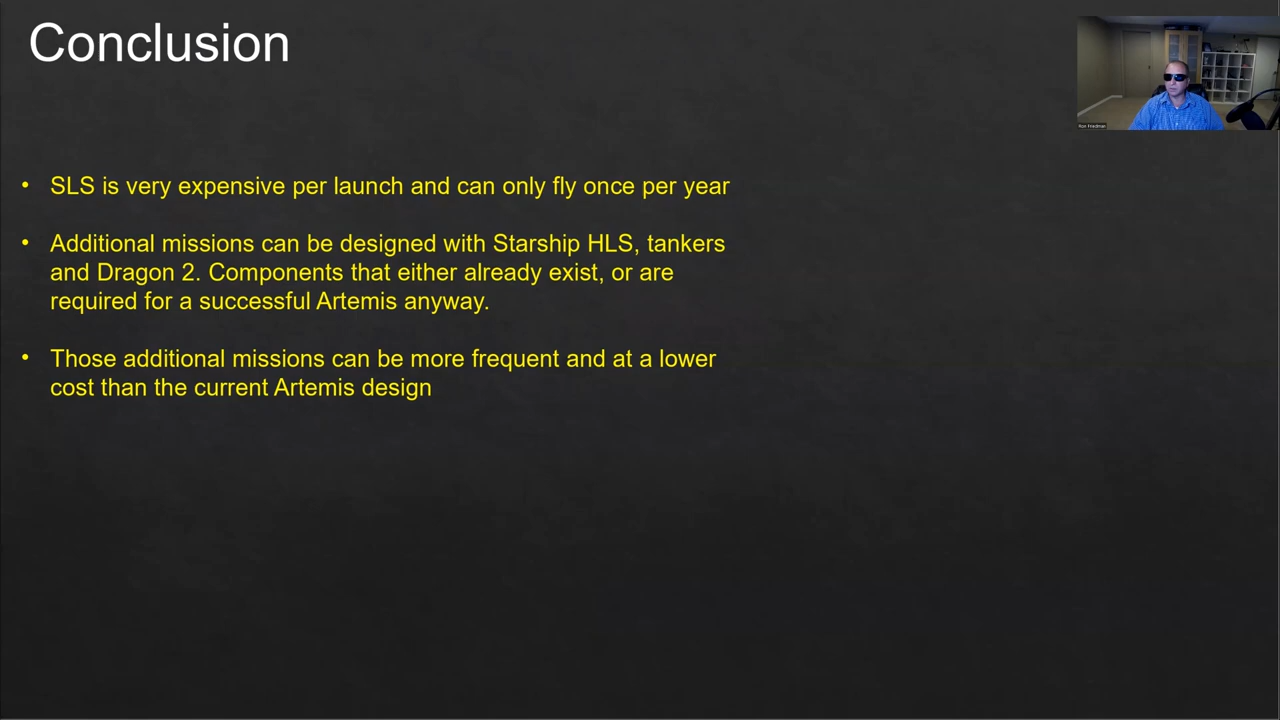 Conclusion
• SLS is very expensive per launch and can only fly once per year
• Additional missions can be designed with Starship HLS, tankers
and Dragon 2. Components that either already exist, or are
required for a successful Artemis anyway.
• Those additional missions can be more frequent and at a lower
cost than the current Artemis design
Ron Friedman